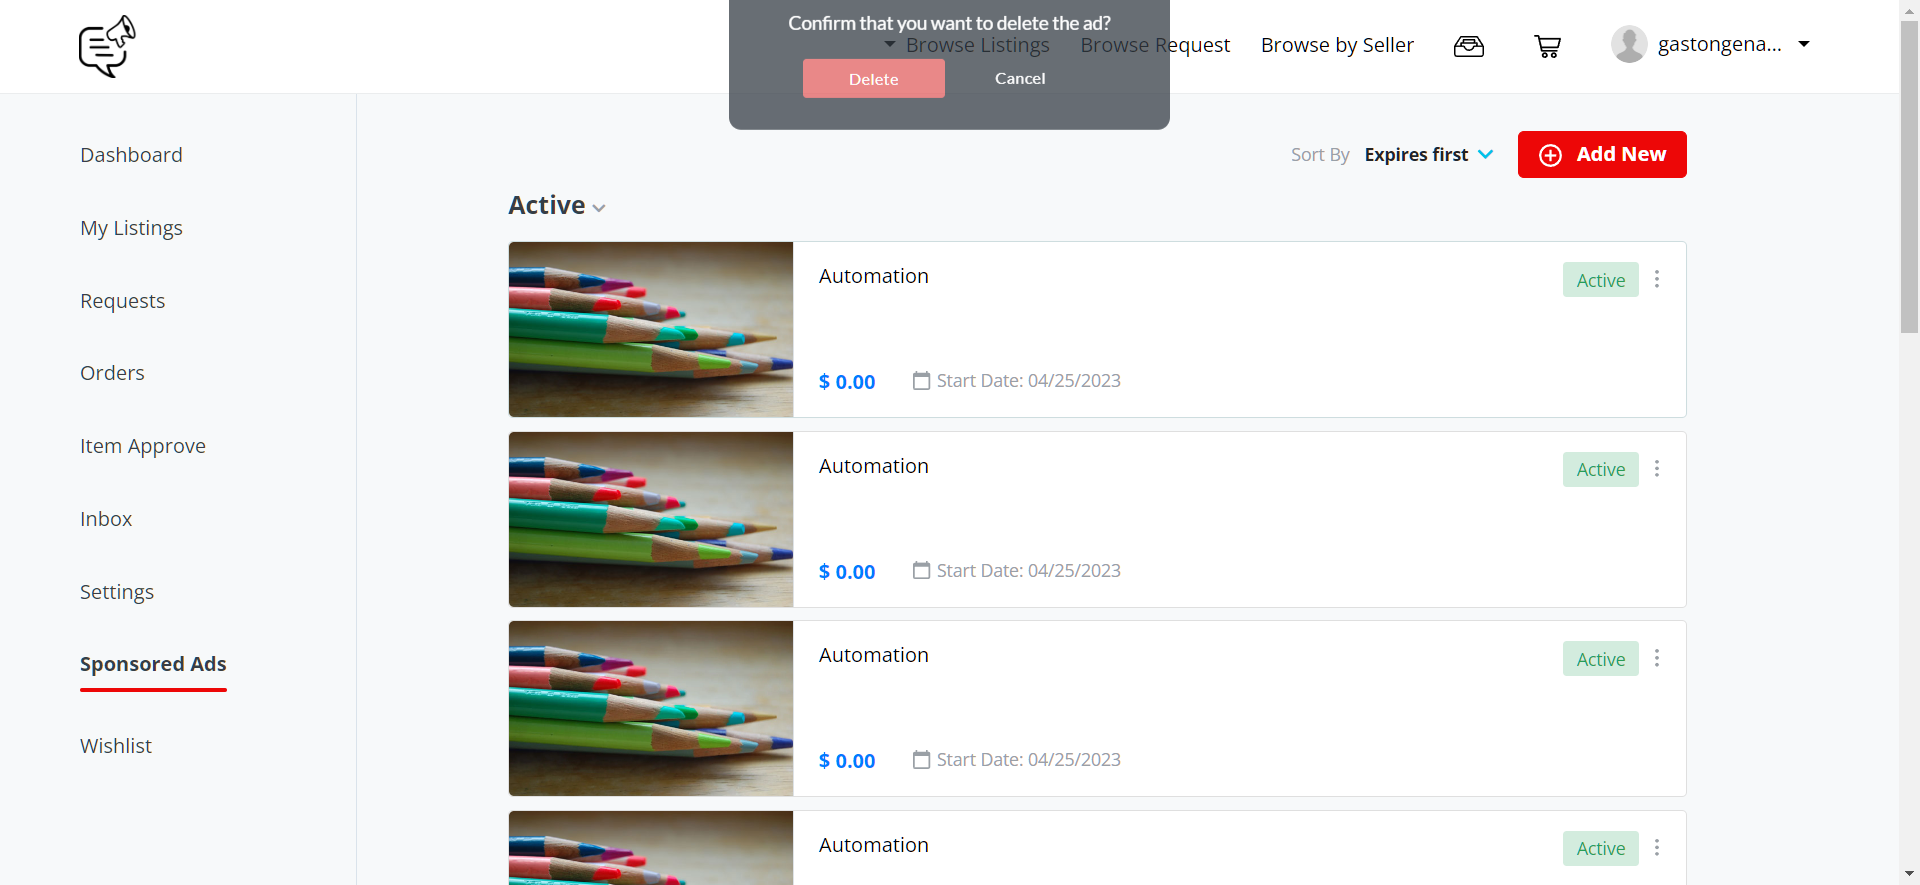 Confirm that you want to delete the ad?
Browse Listings
Browse Request
Browse by Seller
gastongena...
Delete
Cancel
Dashboard
My Listings
Requests
Orders
Item Approve
Inbox
Settings
Sponsored Ads
Wishlist
Sort By Expires first
Add New
Active
Automation
Active
$ 0.00
Start Date: 04/25/2023
Automation
Active
$ 0.00
Start Date: 04/25/2023
Automation
Active
$ 0.00
Start Date: 04/25/2023
Automation
Active